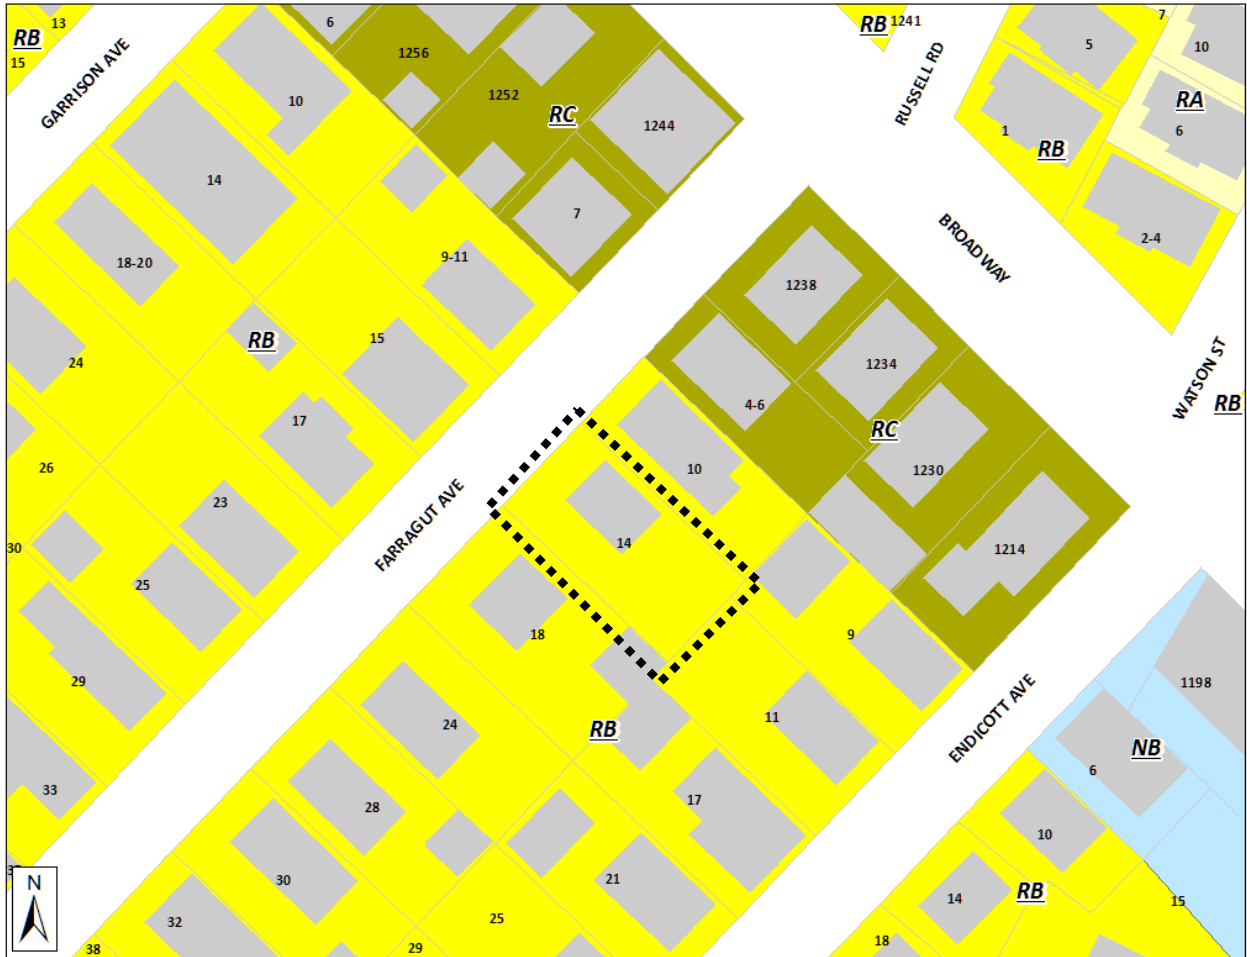 6
RB
1241
7
13
RB
15
GARRISON AVE
1256
5
10
10
1252
RC
RUSSELL RD
RA
1244
1
6
RB
14
7
2-4
BROADWAY
18-20
9-11
1238
RB
15
24
1234
WATSON ST
RB
4-6
17
RC
26
10
1230
23
FARRAGUT AVE
14
30
1214
25
18
9
29
1198
11
ENDICOTT AVE
24
RB
NB
6
33
17
28
10
30
21
RB
14
15
32
25
38
29
18
N